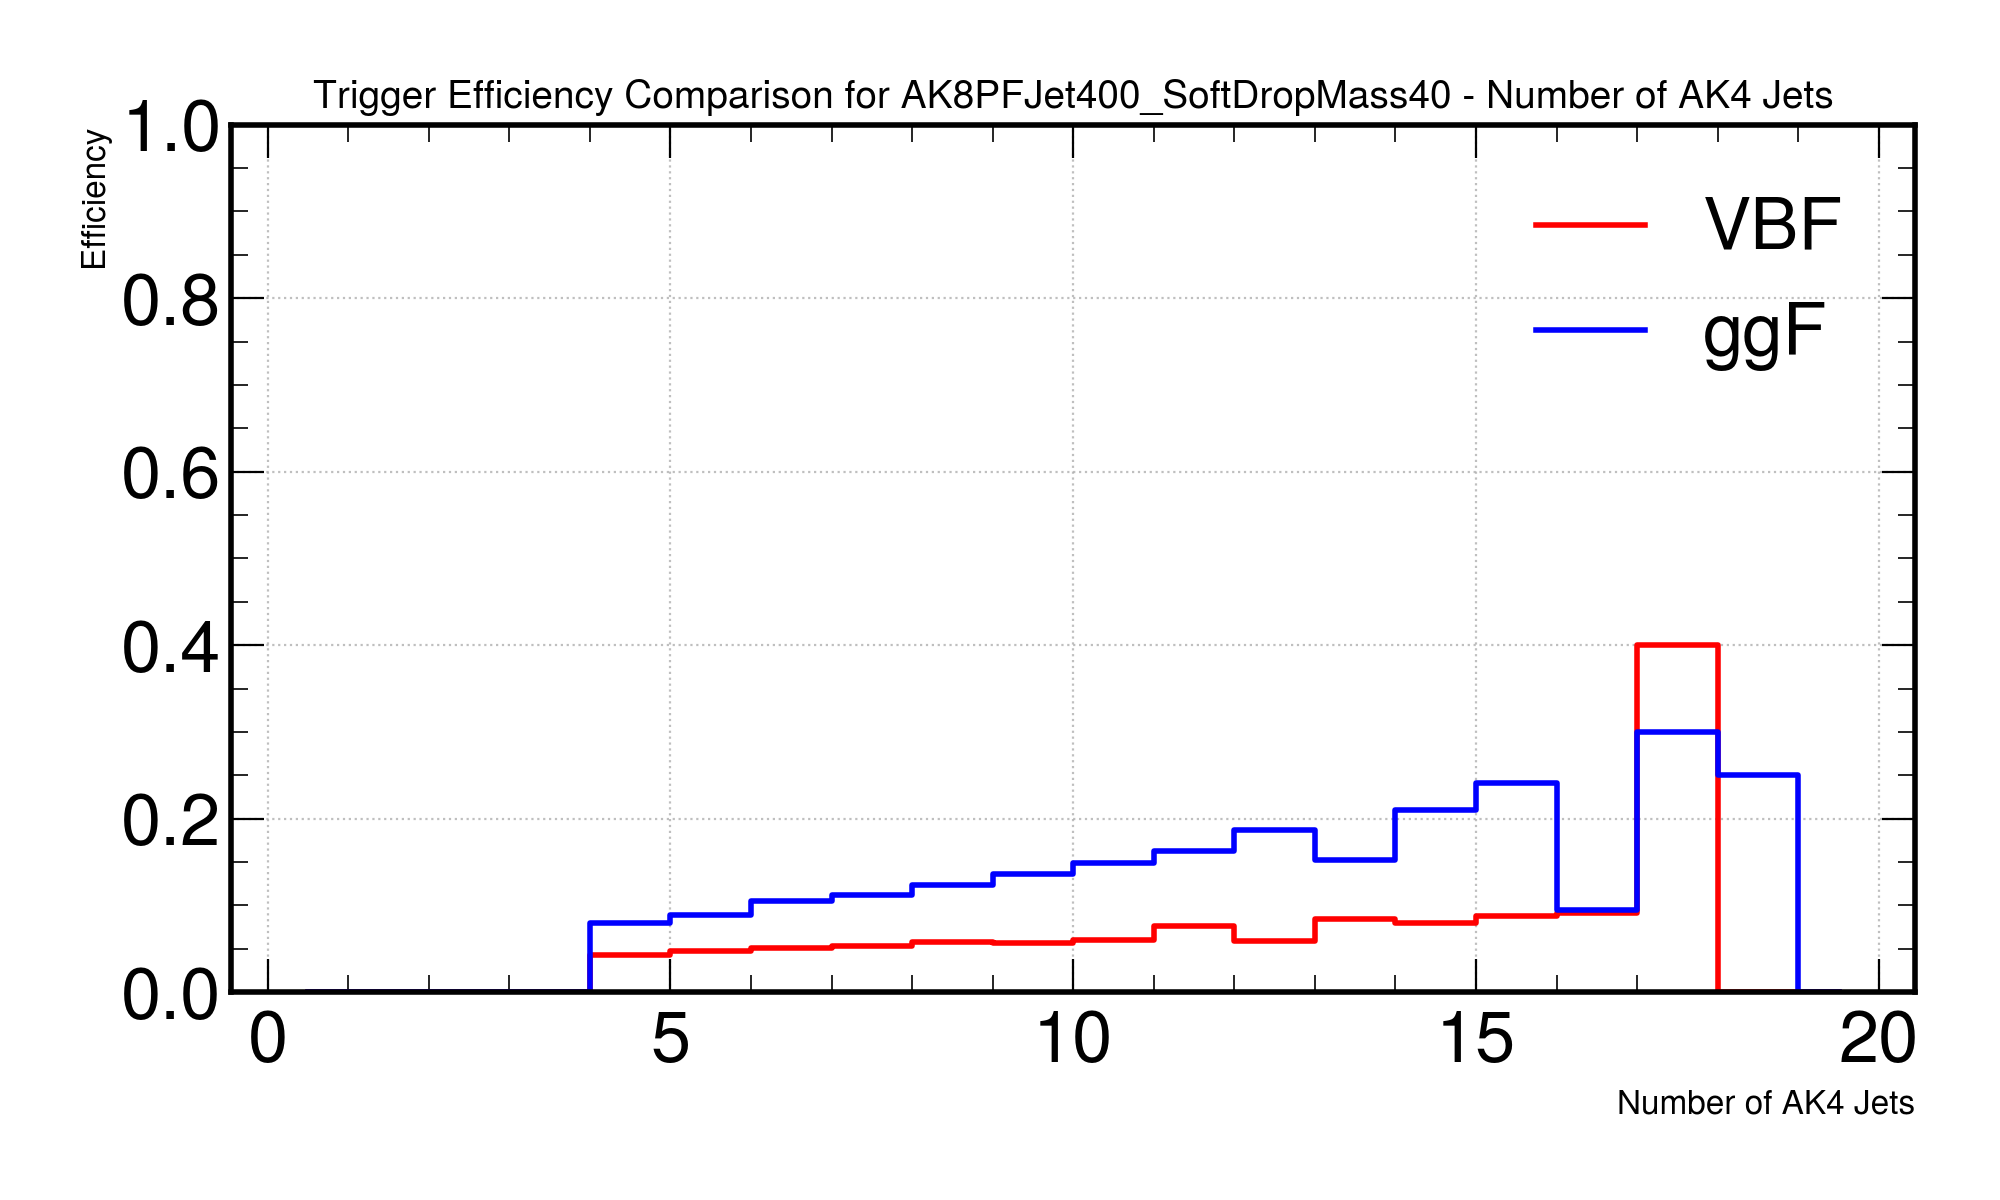 Trigger Efficiency Comparison for AK8PFJet400_SoftDropMass40 - Number of AK4 Jets
Efficiency
1.0
0.8
0.6
0.4
0.2
0.0
VBF
ggF
0 5 10 15 20
Number of AK4 Jets